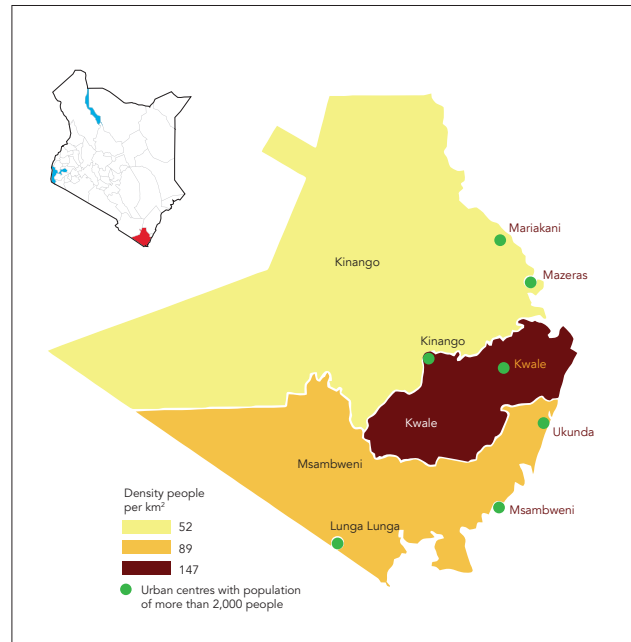 Mariakani
Kinango
Mazeras
Kinango
Kwale
Kwale
Ukunda
Msambweni
Density people
per km²
52
89
147
Lunga Lunga
Msambweni
Urban centres with population
of more than 2,000 people